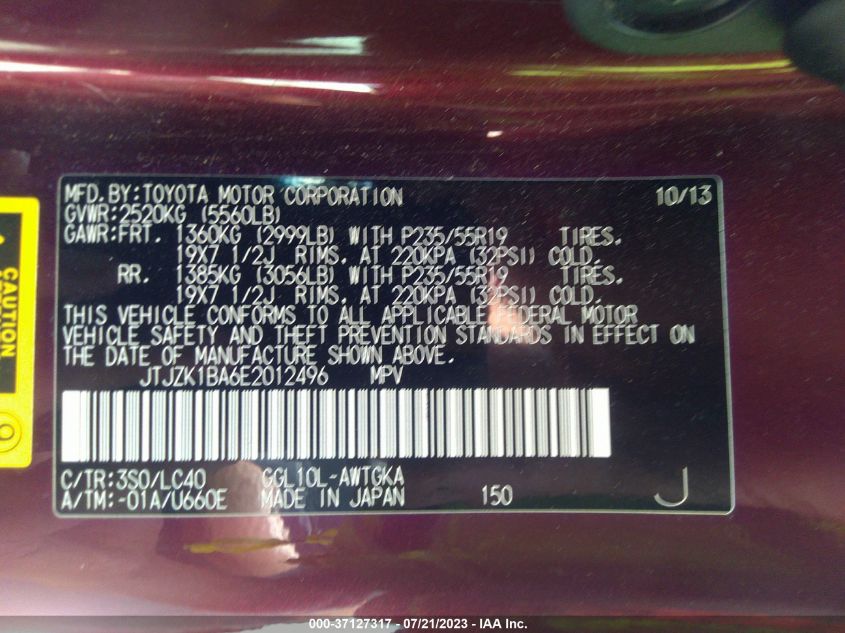 MFD.BY:TOYOTA MOTOR CORPORATION 10/13
GVWR:2520KG (5560LB)
GAWR:FRT. 1360KG (2999LB) WITH P235/55R19 TIRES.
19X7 1/2J RIMS. AT 220KPA (32PSI) COLD.
RR. 1385KG (3056LB) WITH P235/55R19 TIRES.
19X7 1/2J RIMS. AT 220KPA (32PSI) COLD.
THIS VEHICLE CONFORMS TO ALL APPLICABLE FEDERAL MOTOR
VEHICLE SAFETY AND THEFT PREVENTION STANDARDS IN EFFECT ON
THE DATE OF MANUFACTURE SHOWN ABOVE.
JTJZK1BA6E2012496 MPV
C/TR:3S0/LC40 GGL10L-AWTGKA
A/TM:-01A/U660E MADE IN JAPAN 150 J
CAUTION
000-37127317 - 07/21/2023 - IAA Inc.